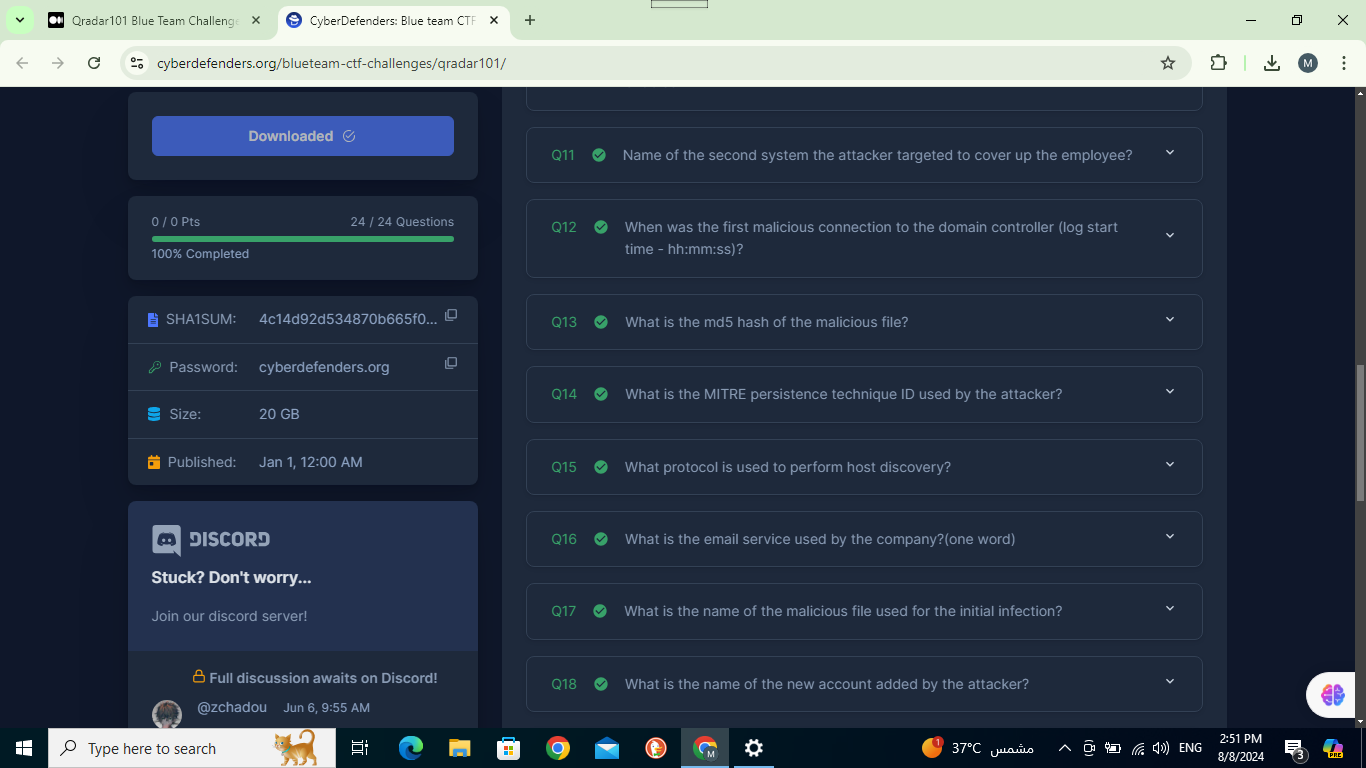 Qradar101 Blue Team Challenge
CyberDefenders: Blue team CTF
cyberdefenders.org/blueteam-ctf-challenges/qradar101/
M
Downloaded
0 / 0 Pts
24 / 24 Questions
100% Completed
SHA1SUM: 4c14d92d534870b665f0...
Password: cyberdefenders.org
Size: 20 GB
Published: Jan 1, 12:00 AM
DISCORD
Stuck? Don't worry...
Join our discord server!
Full discussion awaits on Discord!
@zchadou Jun 6, 9:55 AM
Q11 Name of the second system the attacker targeted to cover up the employee?
Q12 When was the first malicious connection to the domain controller (log start
time - hh:mm:ss)?
Q13 What is the md5 hash of the malicious file?
Q14 What is the MITRE persistence technique ID used by the attacker?
Q15 What protocol is used to perform host discovery?
Q16 What is the email service used by the company?(one word)
Q17 What is the name of the malicious file used for the initial infection?
Q18 What is the name of the new account added by the attacker?
Type here to search
M
1
37°C مشمس
ENG
2:51 PM
8/8/2024
3
PRE